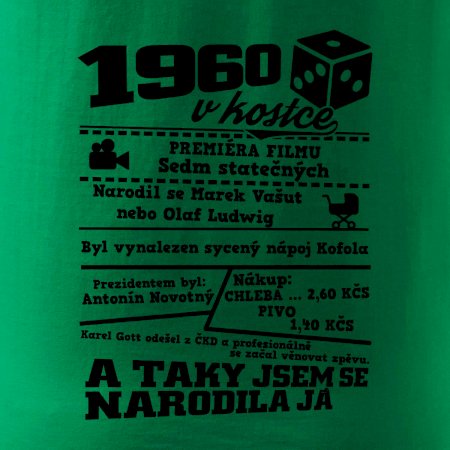 1960
v kostce
PREMIÉRA FILMU
Sedm statečných
Narodil se Marek Vašut
nebo Olaf Ludwig
Byl vynalezen sycený nápoj Kofola
Prezidentem byl:
Antonín Novotný
Nákup:
CHLEBA ... 2,60 KČS
PIVO
1,40 KČS
Karel Gott odešel z ČKD a profesionálně
se začal věnovat zpěvu.
A TAKY JSEM SE
NARODILA JÁ